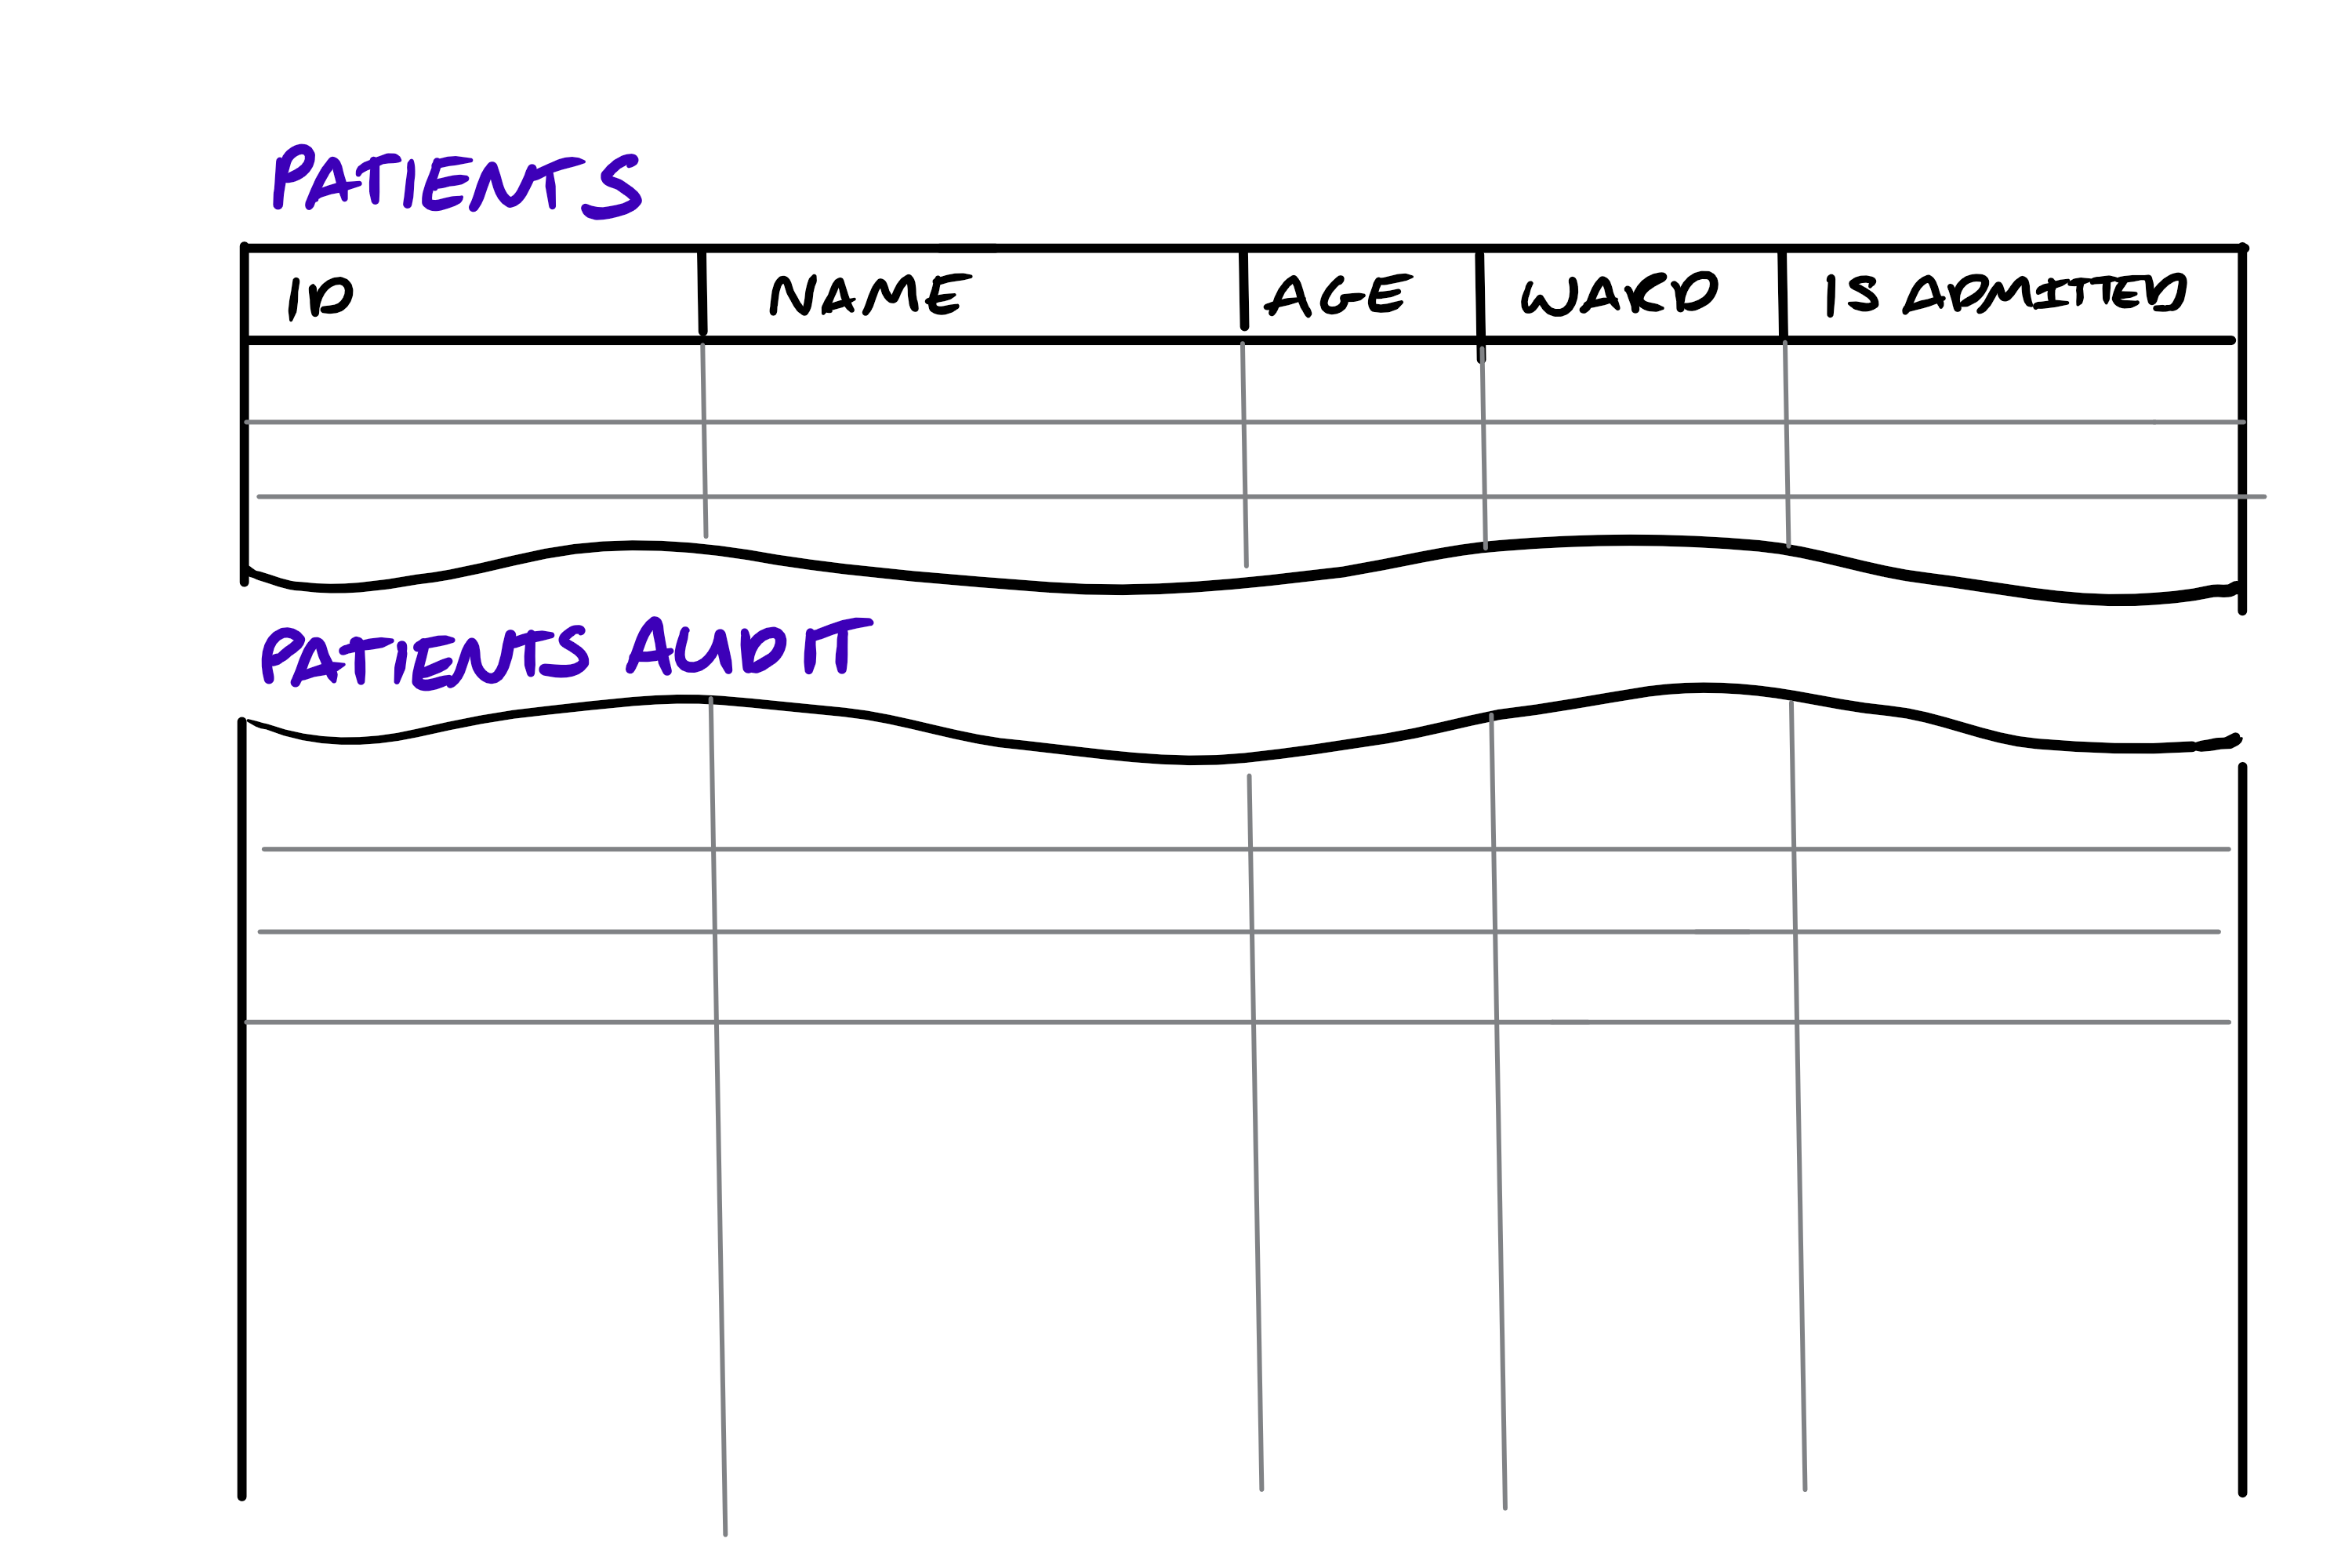 PATIENTS
ID NAME AGE WARD IS ADMITTED
PATIENTS AUDIT